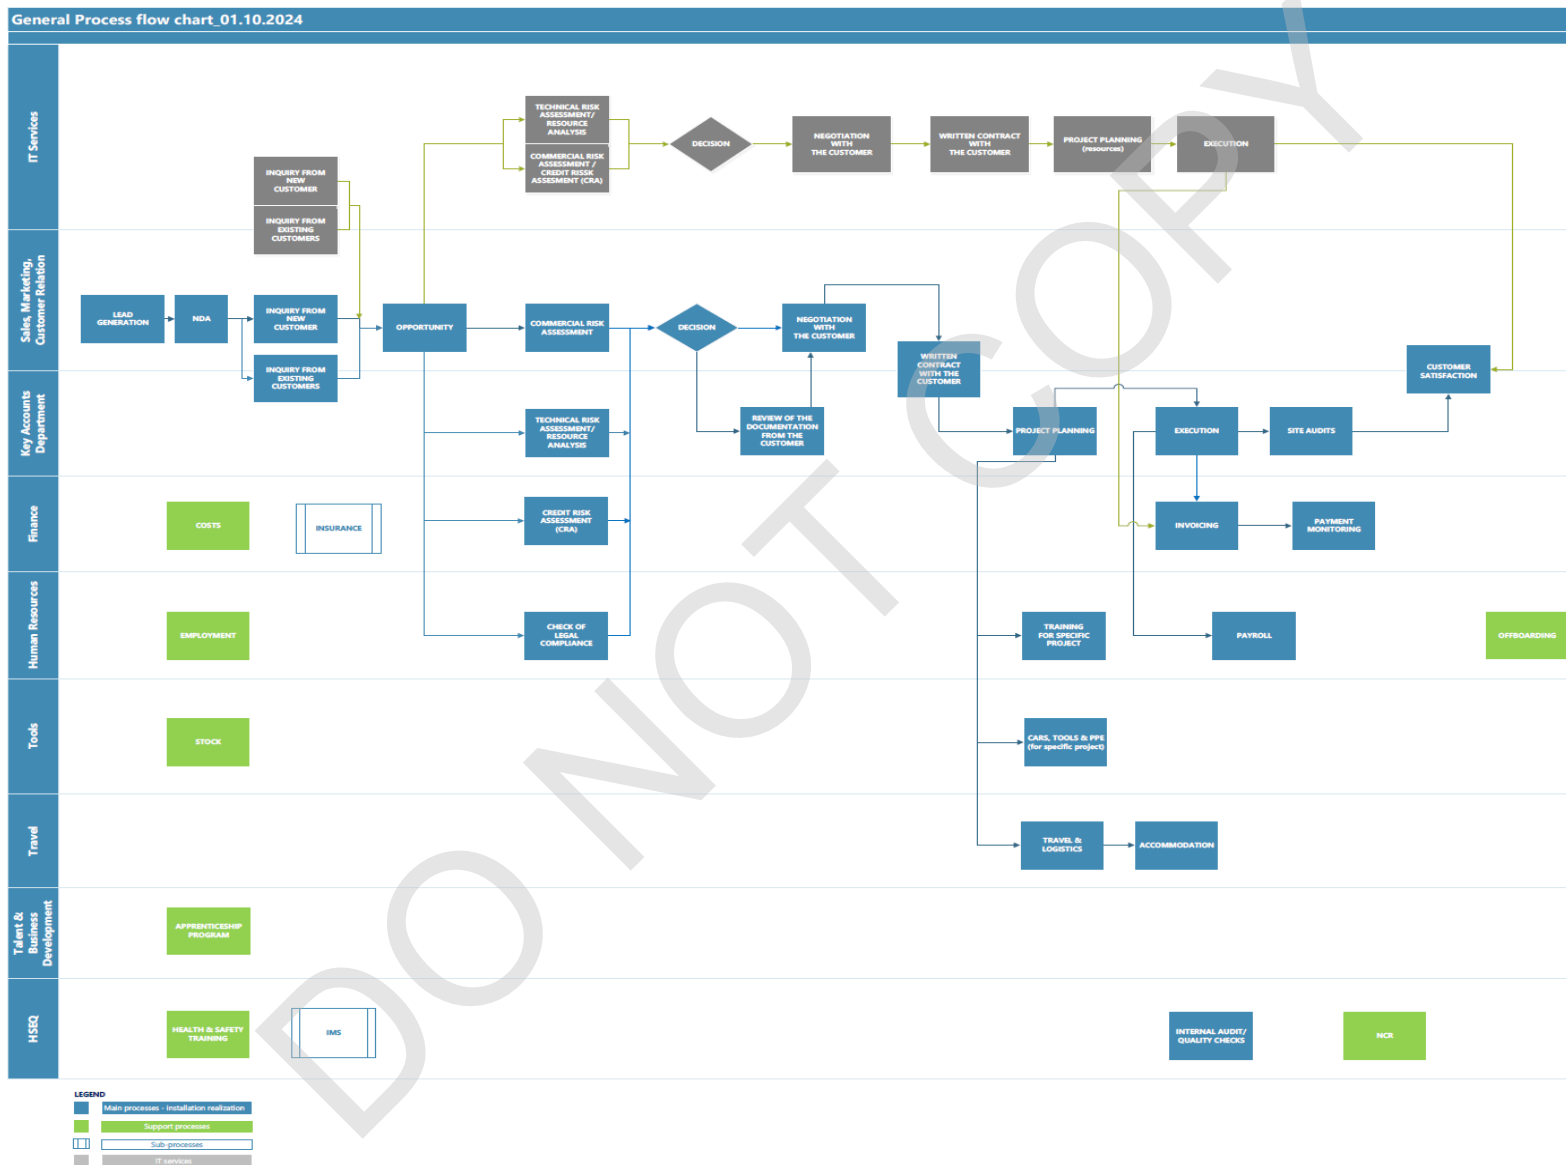 General Process flow chart_01.10.2024
IT Services
TECHNICAL RISK
ASSESSMENT/
RESOURCE
ANALYSIS
COMMERCIAL RISK
ASSESSMENT /
CREDIT RISSK
ASSESMENT (CRA)
DECISION
NEGOTIATION
WITH
THE CUSTOMER
WRITTEN CONTRACT
WITH
THE CUSTOMER
PROJECT PLANNING
(resources)
EXECUTION
INQUIRY FROM
NEW
CUSTOMER
INQUIRY FROM
EXISTING
CUSTOMERS
Sales, Marketing,
Customer Relation
LEAD
GENERATION
NDA
INQUIRY FROM
NEW
CUSTOMER
INQUIRY FROM
EXISTING
CUSTOMERS
OPPORTUNITY
COMMERCIAL RISK
ASSESSMENT
DECISION
NEGOTIATION
WITH
THE CUSTOMER
WRITTEN
CONTRACT
WITH THE
CUSTOMER
CUSTOMER
SATISFACTION
Key Accounts
Department
TECHNICAL RISK
ASSESSMENT/
RESOURCE
ANALYSIS
REVIEW OF THE
DOCUMENTATION
FROM THE
CUSTOMER
PROJECT PLANNING
EXECUTION
SITE AUDITS
Finance
COSTS
INSURANCE
CREDIT RISK
ASSESSMENT
(CRA)
INVOICING
PAYMENT
MONITORING
Human Resources
EMPLOYMENT
CHECK OF
LEGAL
COMPLIANCE
TRAINING
FOR SPECIFIC
PROJECT
PAYROLL
OFFBOARDING
Tools
STOCK
CARS, TOOLS & PPE
(for specific project)
Travel
TRAVEL &
LOGISTICS
ACCOMMODATION
Talent &
Business
Development
APPRENTICESHIP
PROGRAM
HSEQ
HEALTH & SAFETY
TRAINING
IMS
INTERNAL AUDIT/
QUALITY CHECKS
NCR
LEGEND
Main processes - Installation realization
Support processes
Sub-processes
IT services
DO NOT COPY